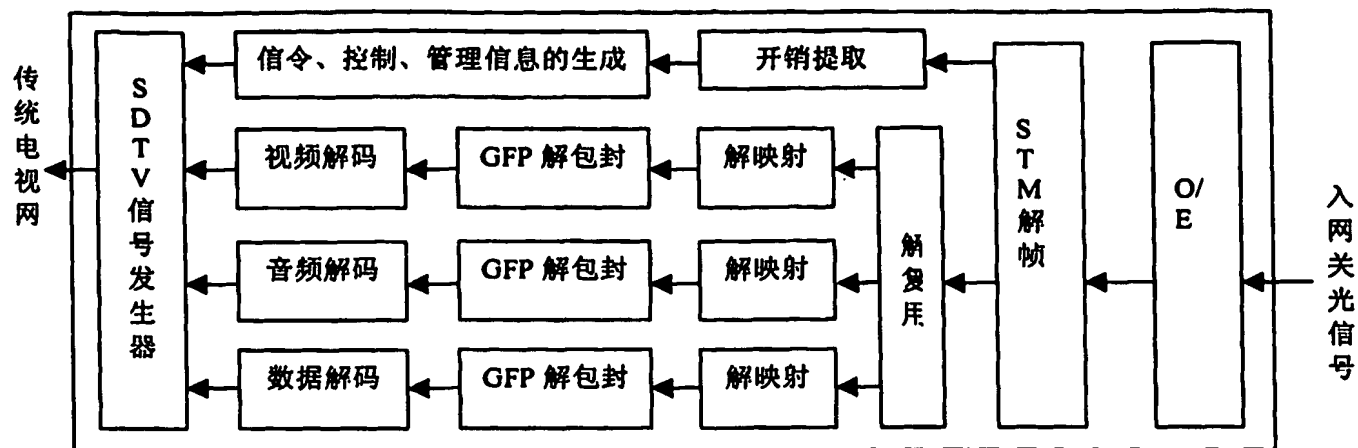 传统电视网
SDTV信号发生器
信令、控制、管理信息的生成
开销提取
视频解码
GFP 解包封
解映射
音频解码
GFP 解包封
解映射
数据解码
GFP 解包封
解映射
解复用
STM解帧
O/E
入网关光信号